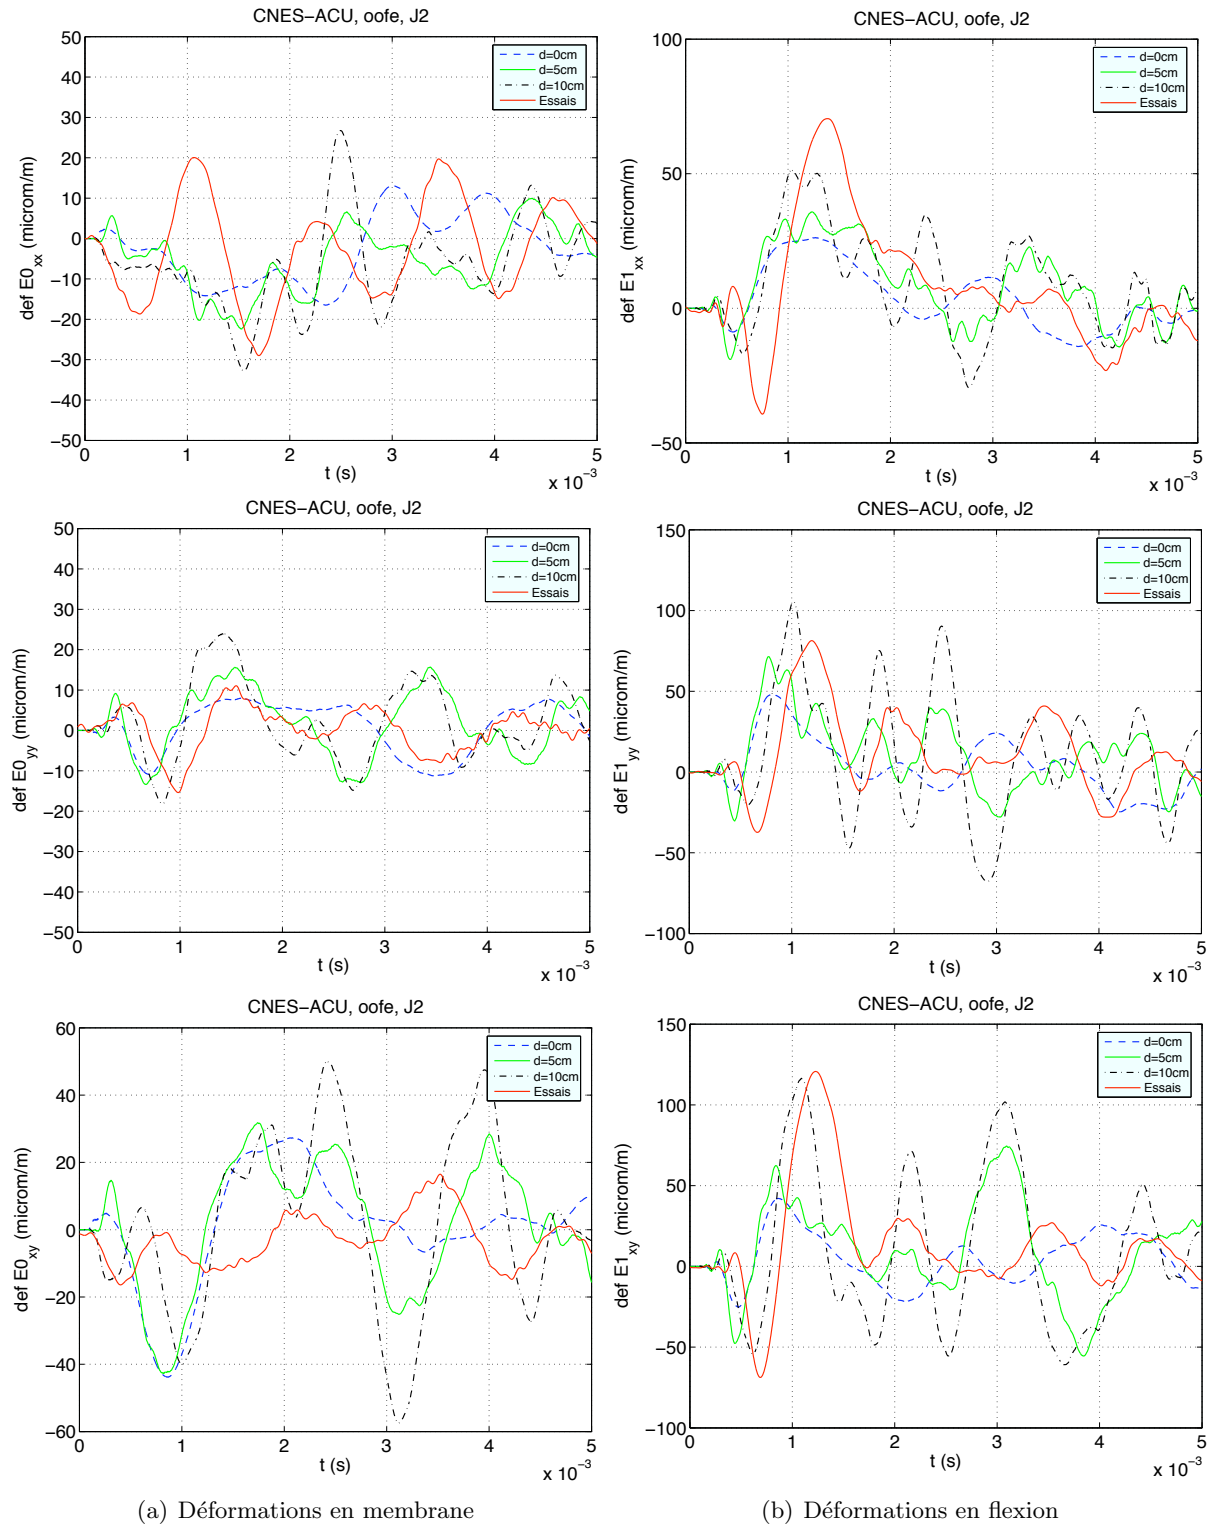 CNES−ACU, oofe, J2
d=0cm
d=5cm
d=10cm
Essais
def E0_xx (microm/m)
50
40
30
20
10
0
−10
−20
−30
−40
−50
0 1 2 3 4 5
t (s)
x 10^−3
CNES−ACU, oofe, J2
d=0cm
d=5cm
d=10cm
Essais
def E1_xx (microm/m)
100
50
0
−50
0 1 2 3 4 5
t (s)
x 10^−3
CNES−ACU, oofe, J2
d=0cm
d=5cm
d=10cm
Essais
def E0_yy (microm/m)
50
40
30
20
10
0
−10
−20
−30
−40
−50
0 1 2 3 4 5
t (s)
x 10^−3
CNES−ACU, oofe, J2
d=0cm
d=5cm
d=10cm
Essais
def E1_yy (microm/m)
150
100
50
0
−50
−100
0 1 2 3 4 5
t (s)
x 10^−3
CNES−ACU, oofe, J2
d=0cm
d=5cm
d=10cm
Essais
def E0_xy (microm/m)
60
40
20
0
−20
−40
−60
0 1 2 3 4 5
t (s)
x 10^−3
CNES−ACU, oofe, J2
d=0cm
d=5cm
d=10cm
Essais
def E1_xy (microm/m)
150
100
50
0
−50
−100
0 1 2 3 4 5
t (s)
x 10^−3
(a) Déformations en membrane
(b) Déformations en flexion